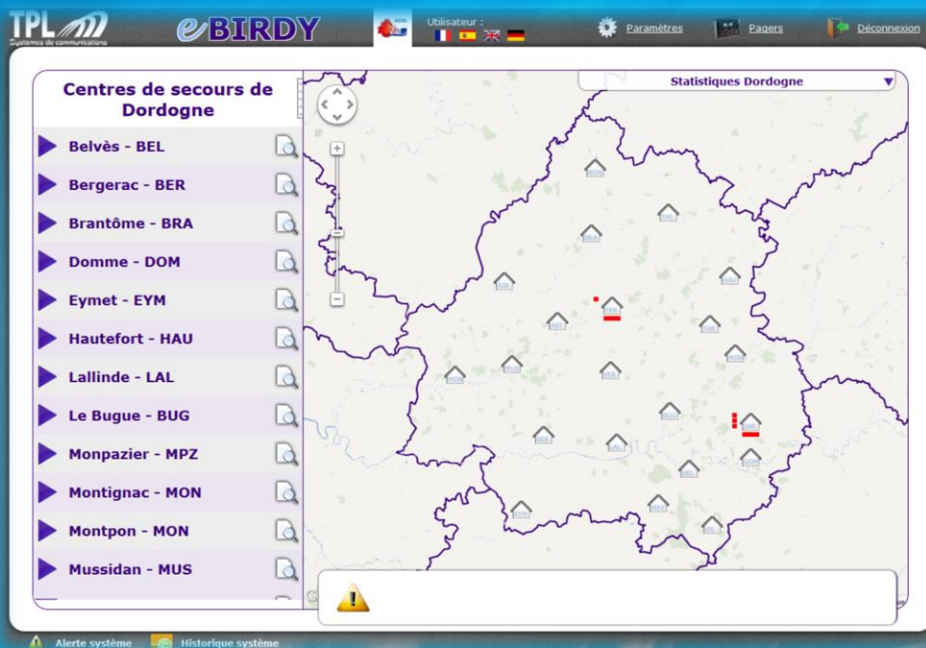 TPL
Systèmes de communications
eBIRDY
Utilisateur :
Paramètres
Pagers
Déconnexion
Centres de secours de
Dordogne
Statistiques Dordogne
Belvès - BEL
Bergerac - BER
Brantôme - BRA
Domme - DOM
Eymet - EYM
Hautefort - HAU
Lallinde - LAL
Le Bugue - BUG
Monpazier - MPZ
Montignac - MON
Montpon - MON
Mussidan - MUS
Alerte système
Historique système